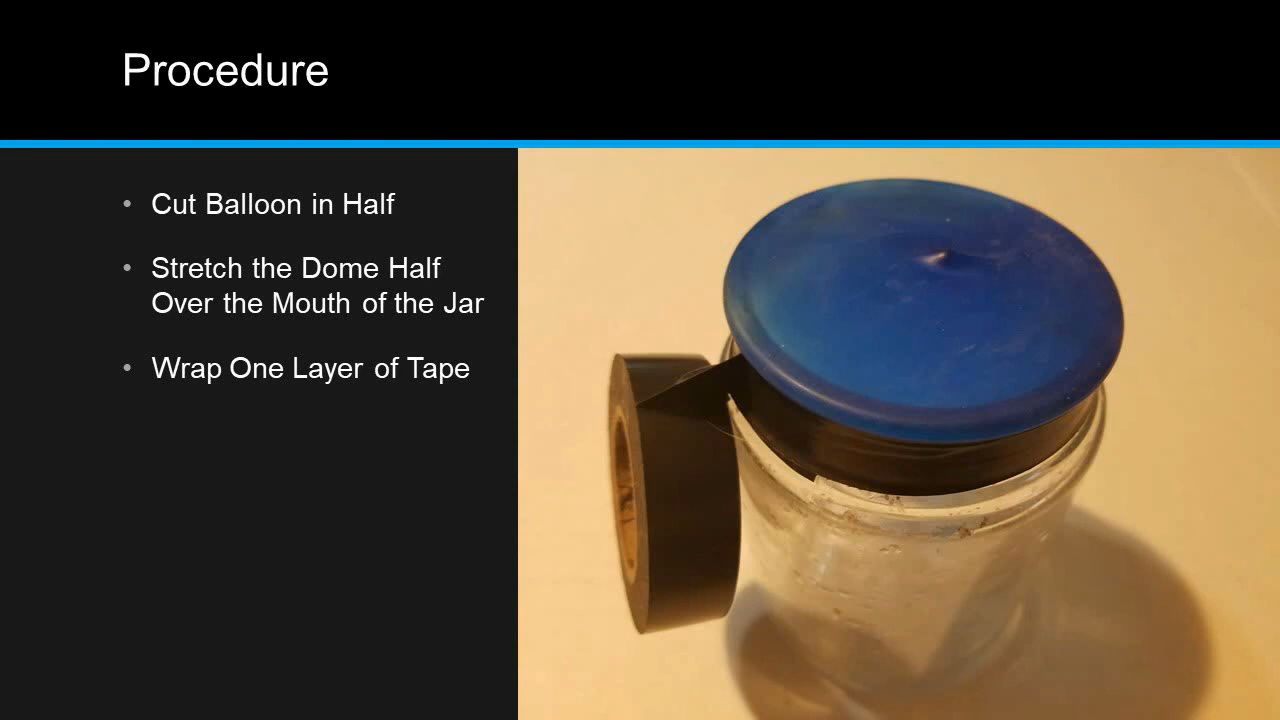 Procedure
• Cut Balloon in Half
• Stretch the Dome Half
Over the Mouth of the Jar
• Wrap One Layer of Tape